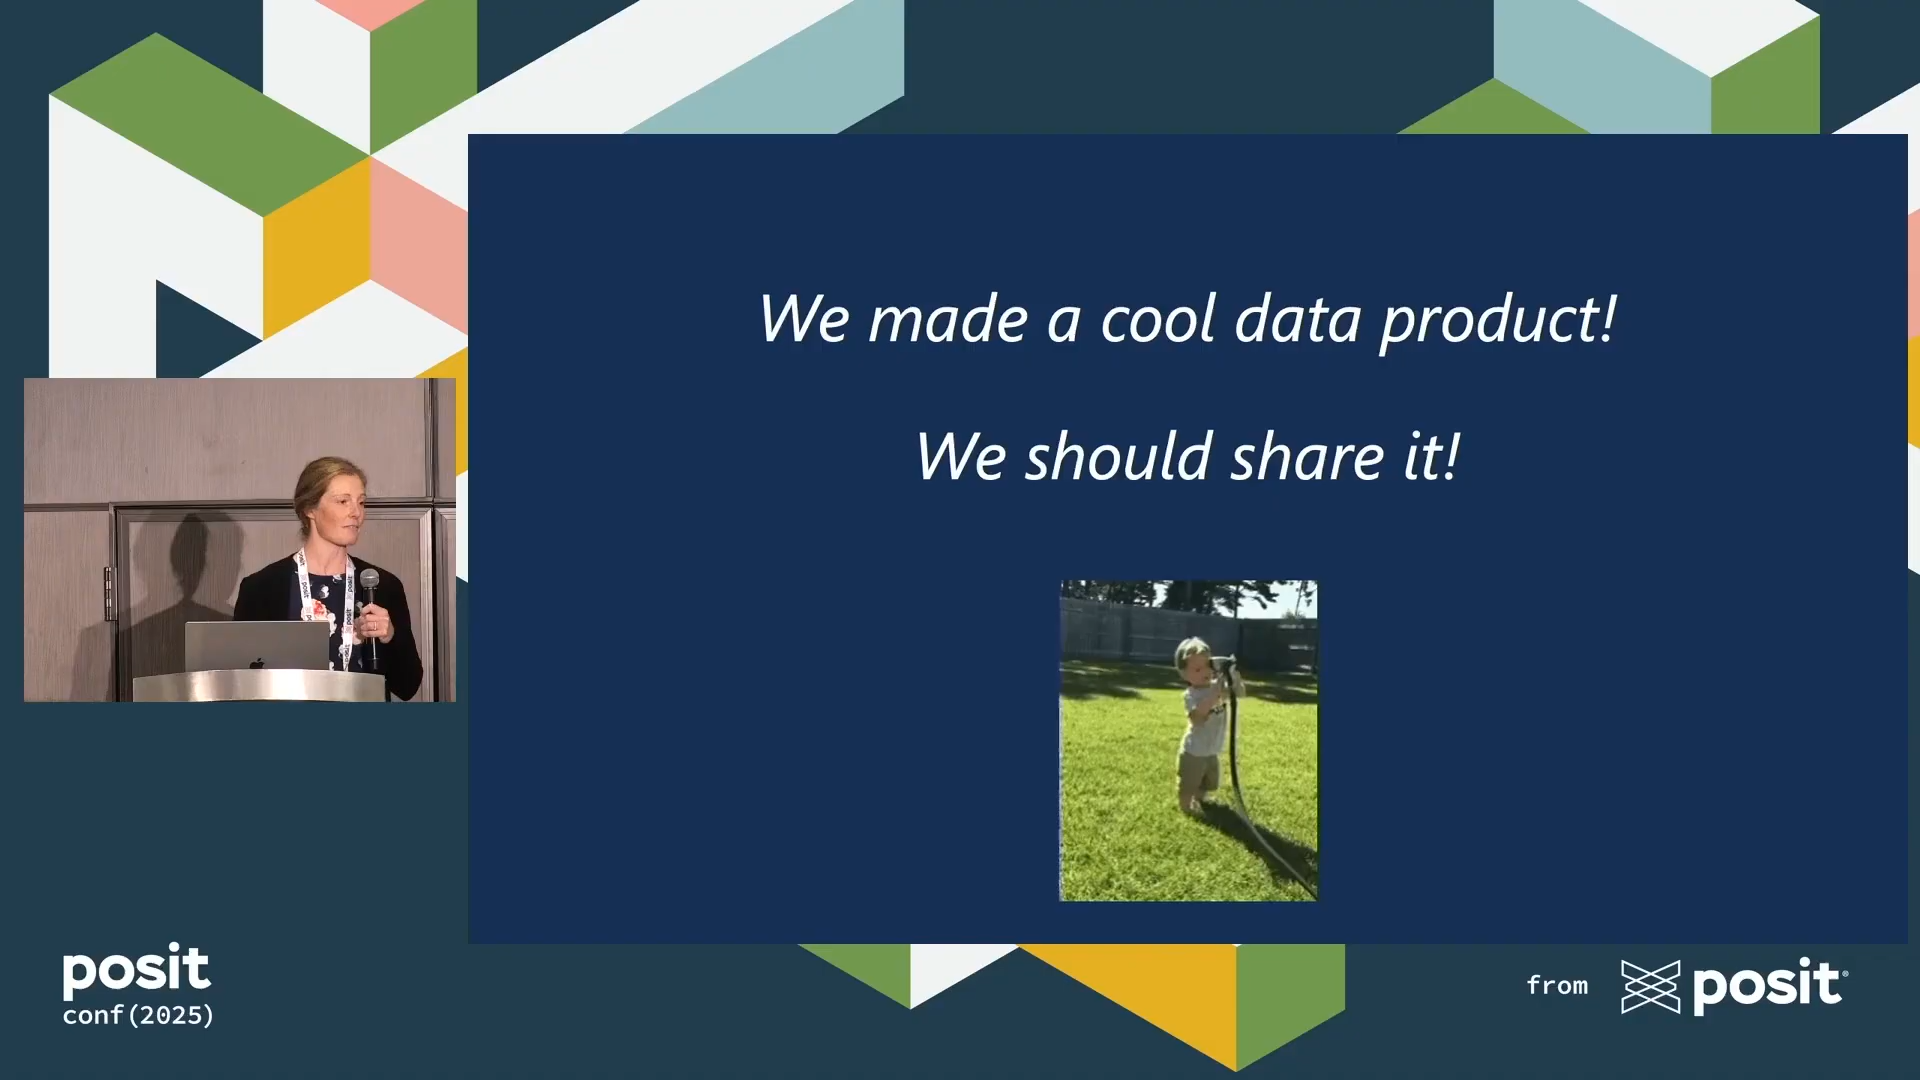 We made a cool data product!
We should share it!
posit
conf(2025)
from
posit